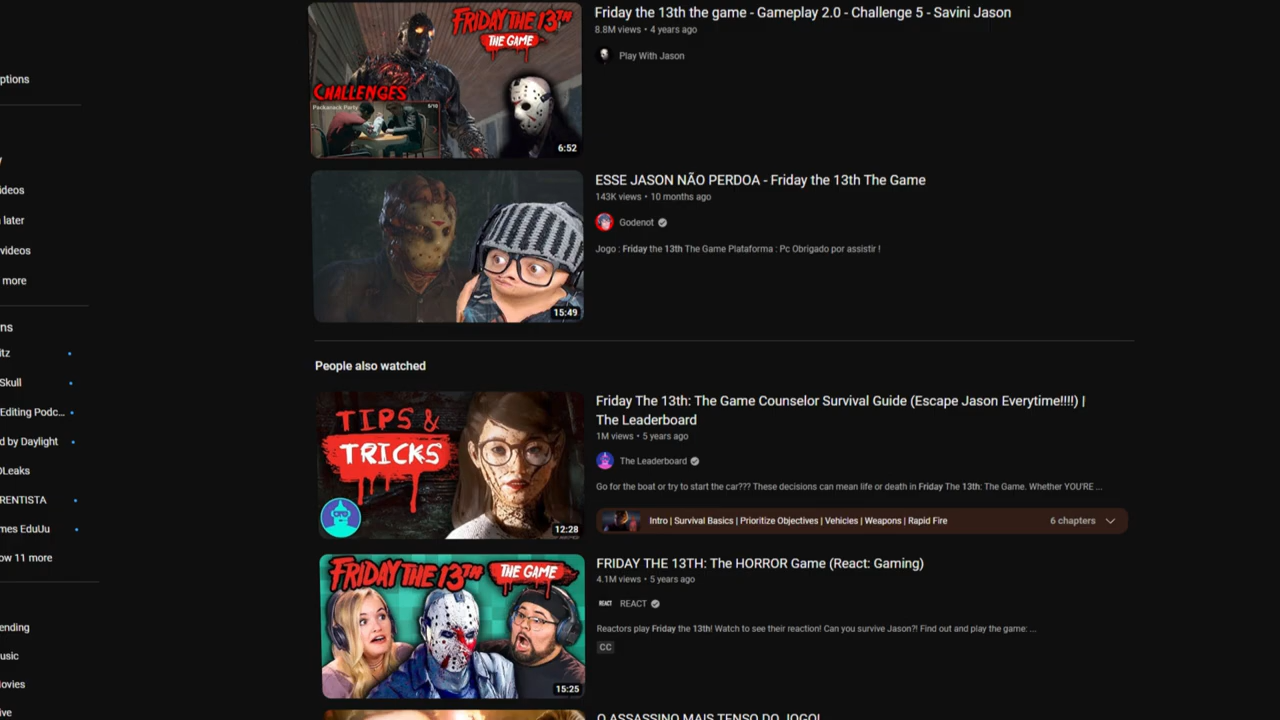 ptions
ideos
later
videos
more
ns
itz
Skull
Editing Podc...
d by Daylight
Leaks
RENTISTA
mes EduUu
ow 11 more
ending
usic
ovies
ive
FRIDAY THE 13TH
THE GAME
CHALLENGES
Packanack Party
6:52
Friday the 13th the game - Gameplay 2.0 - Challenge 5 - Savini Jason
8.8M views • 4 years ago
Play With Jason
15:49
ESSE JASON NÃO PERDOA - Friday the 13th The Game
143K views • 10 months ago
Godenot
Jogo : Friday the 13th The Game Plataforma : Pc Obrigado por assistir !
People also watched
TIPS &
TRICKS
12:28
Friday The 13th: The Game Counselor Survival Guide (Escape Jason Everytime!!!!) |
The Leaderboard
1M views • 5 years ago
The Leaderboard
Go for the boat or try to start the car??? These decisions can mean life or death in Friday The 13th: The Game. Whether YOU'RE ...
Intro | Survival Basics | Prioritize Objectives | Vehicles | Weapons | Rapid Fire
6 chapters
FRIDAY THE 13TH
THE GAME
15:25
FRIDAY THE 13TH: The HORROR Game (React: Gaming)
4.1M views • 5 years ago
REACT
REACT
Reactors play Friday the 13th! Watch to see their reaction! Can you survive Jason?! Find out and play the game: ...
CC
O ASSASSINO MAIS TENSO DO JOGO!